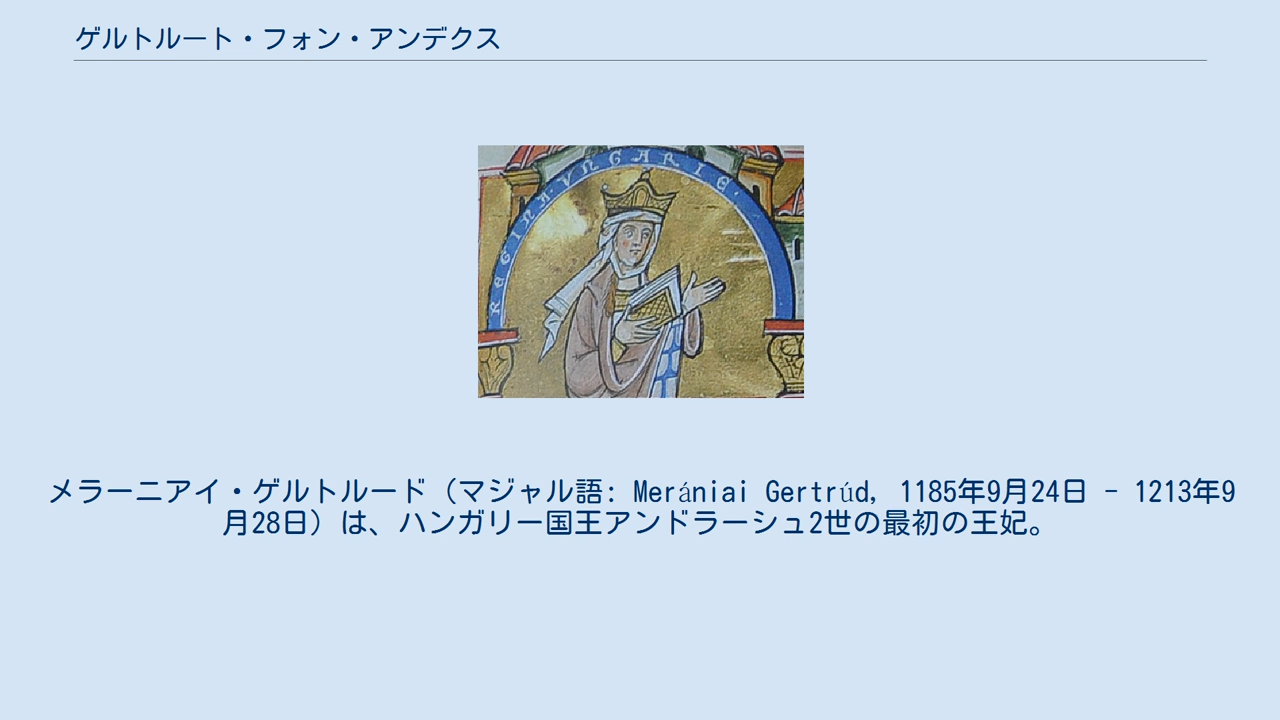 ゲルトルート・フォン・アンデクス
REGINA·VNGARIE·
メラーニアイ・ゲルトルード（マジャル語: Merániai Gertrúd, 1185年9月24日 - 1213年9
月28日）は、ハンガリー国王アンドラーシュ2世の最初の王妃。